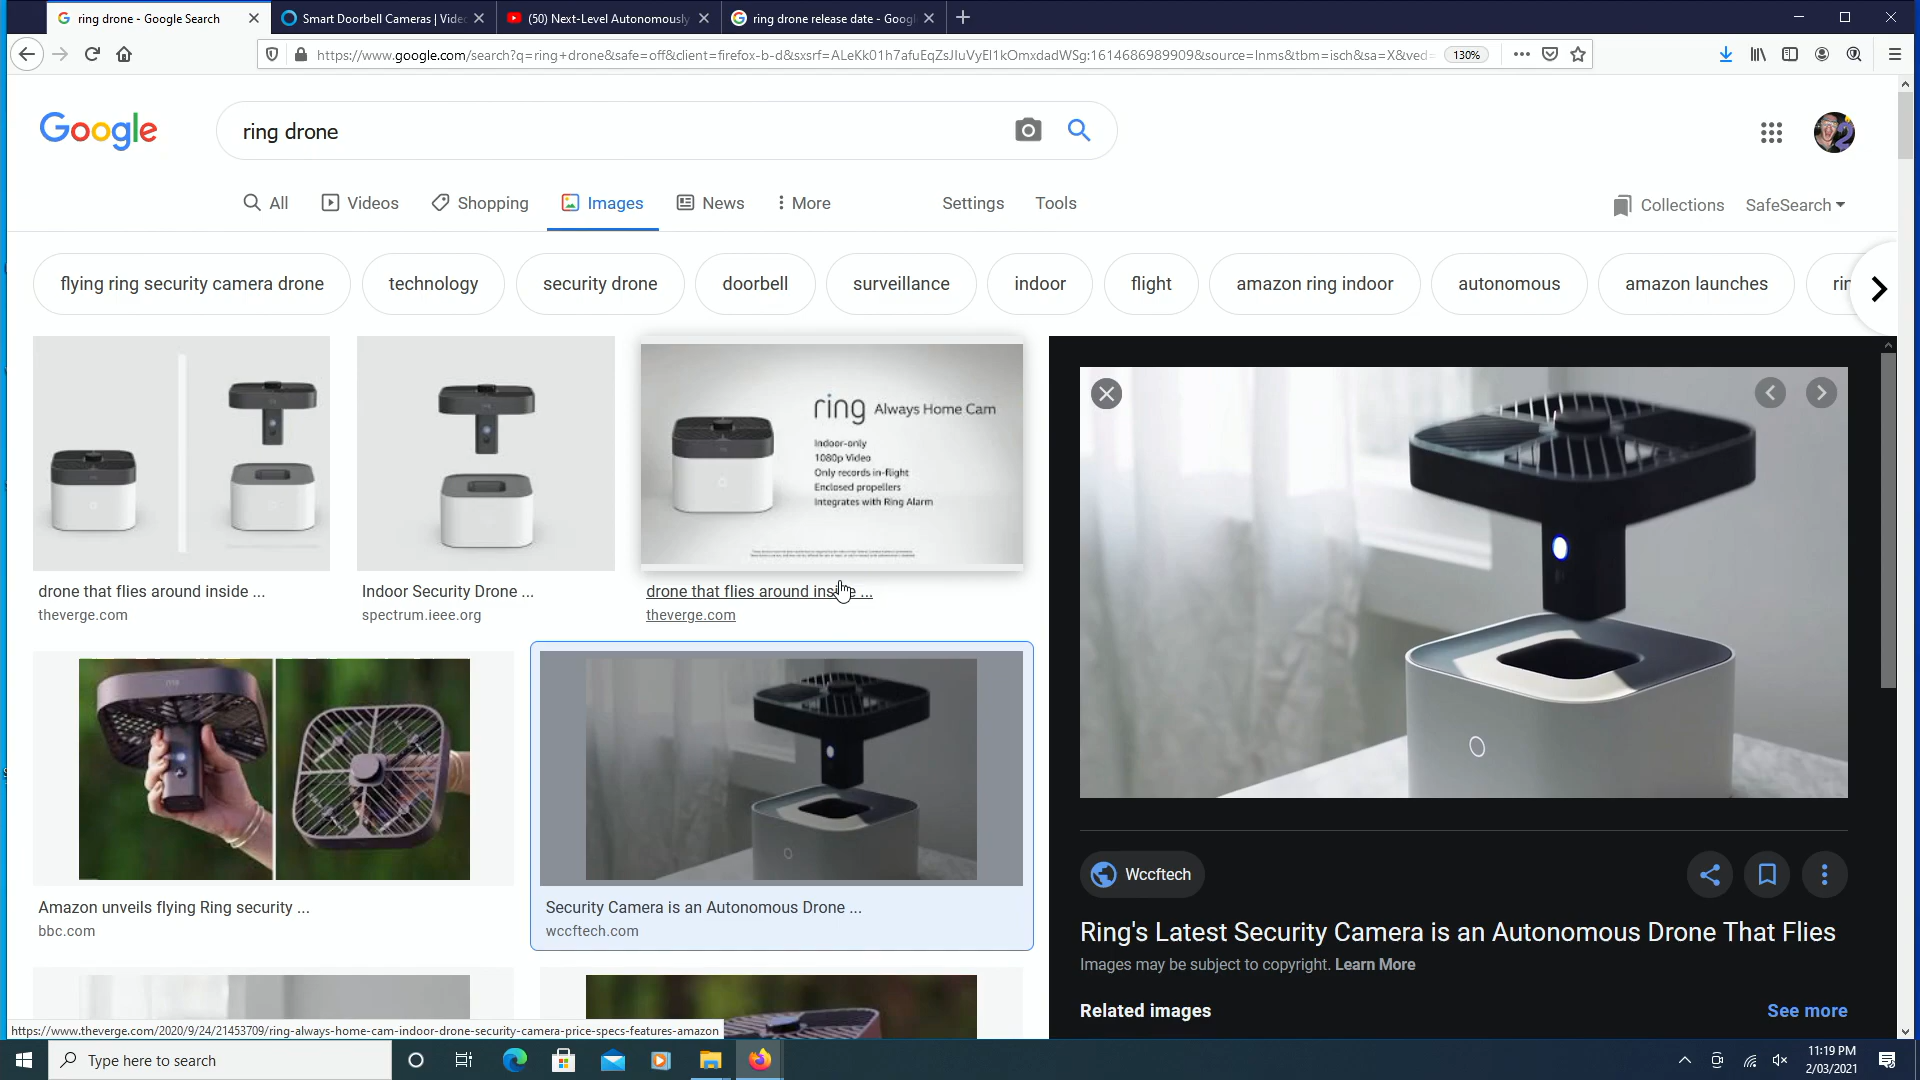 ring drone - Google Search
Smart Doorbell Cameras | Vide
(50) Next-Level Autonomously
ring drone release date - Googl
https://www.google.com/search?q=ring+drone&safe=off&client=firefox-b-d&sxsrf=ALeKk01h7afuEqZsJIuVyEl1kOmxdadWSg:1614686989909&source=lnms&tbm=isch&sa=X&ved=
130%
Google
ring drone
2
All
Videos
Shopping
Images
News
More
Settings
Tools
Collections
SafeSearch
flying ring security camera drone
technology
security drone
doorbell
surveillance
indoor
flight
amazon ring indoor
autonomous
amazon launches
rin
ring Always Home Cam
Indoor-only
1080p Video
Only records in-flight
Enclosed propellers
Integrates with Ring Alarm
drone that flies around inside ...
theverge.com
Indoor Security Drone ...
spectrum.ieee.org
drone that flies around inside ...
theverge.com
ring
Amazon unveils flying Ring security ...
bbc.com
Security Camera is an Autonomous Drone ...
wccftech.com
Wccftech
Ring's Latest Security Camera is an Autonomous Drone That Flies
Images may be subject to copyright. Learn More
Related images
See more
https://www.theverge.com/2020/9/24/21453709/ring-always-home-cam-indoor-drone-security-camera-price-specs-features-amazon
Type here to search
11:19 PM
2/03/2021